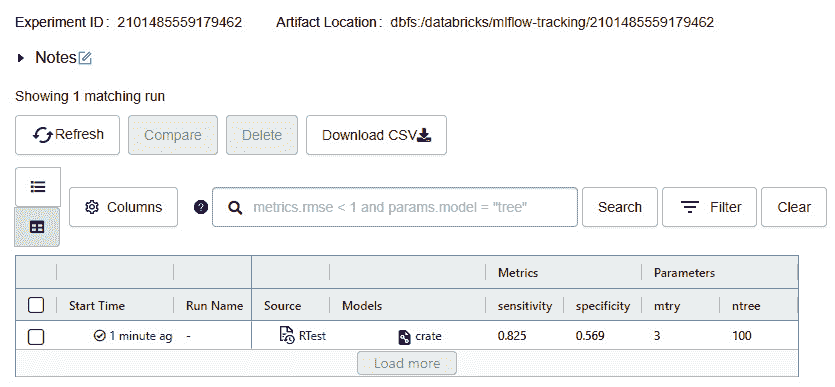 Experiment ID: 2101485559179462 Artifact Location: dbfs:/databricks/mlflow-tracking/2101485559179462
Notes
Showing 1 matching run
Refresh Compare Delete Download CSV
Columns ? metrics.rmse < 1 and params.model = "tree" Search Filter Clear
Metrics Parameters
Start Time Run Name Source Models sensitivity specificity mtry ntree
1 minute ag - RTest crate 0.825 0.569 3 100
Load more